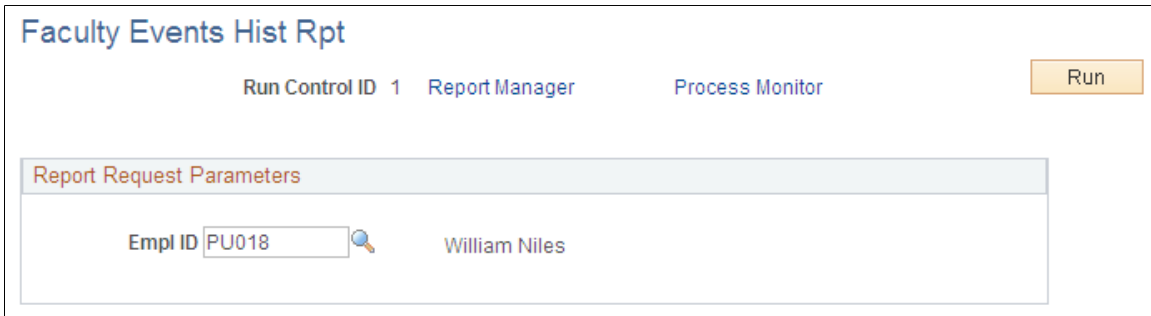 Faculty Events Hist Rpt
Run Control ID 1 Report Manager Process Monitor Run
Report Request Parameters
Empl ID PU018 William Niles